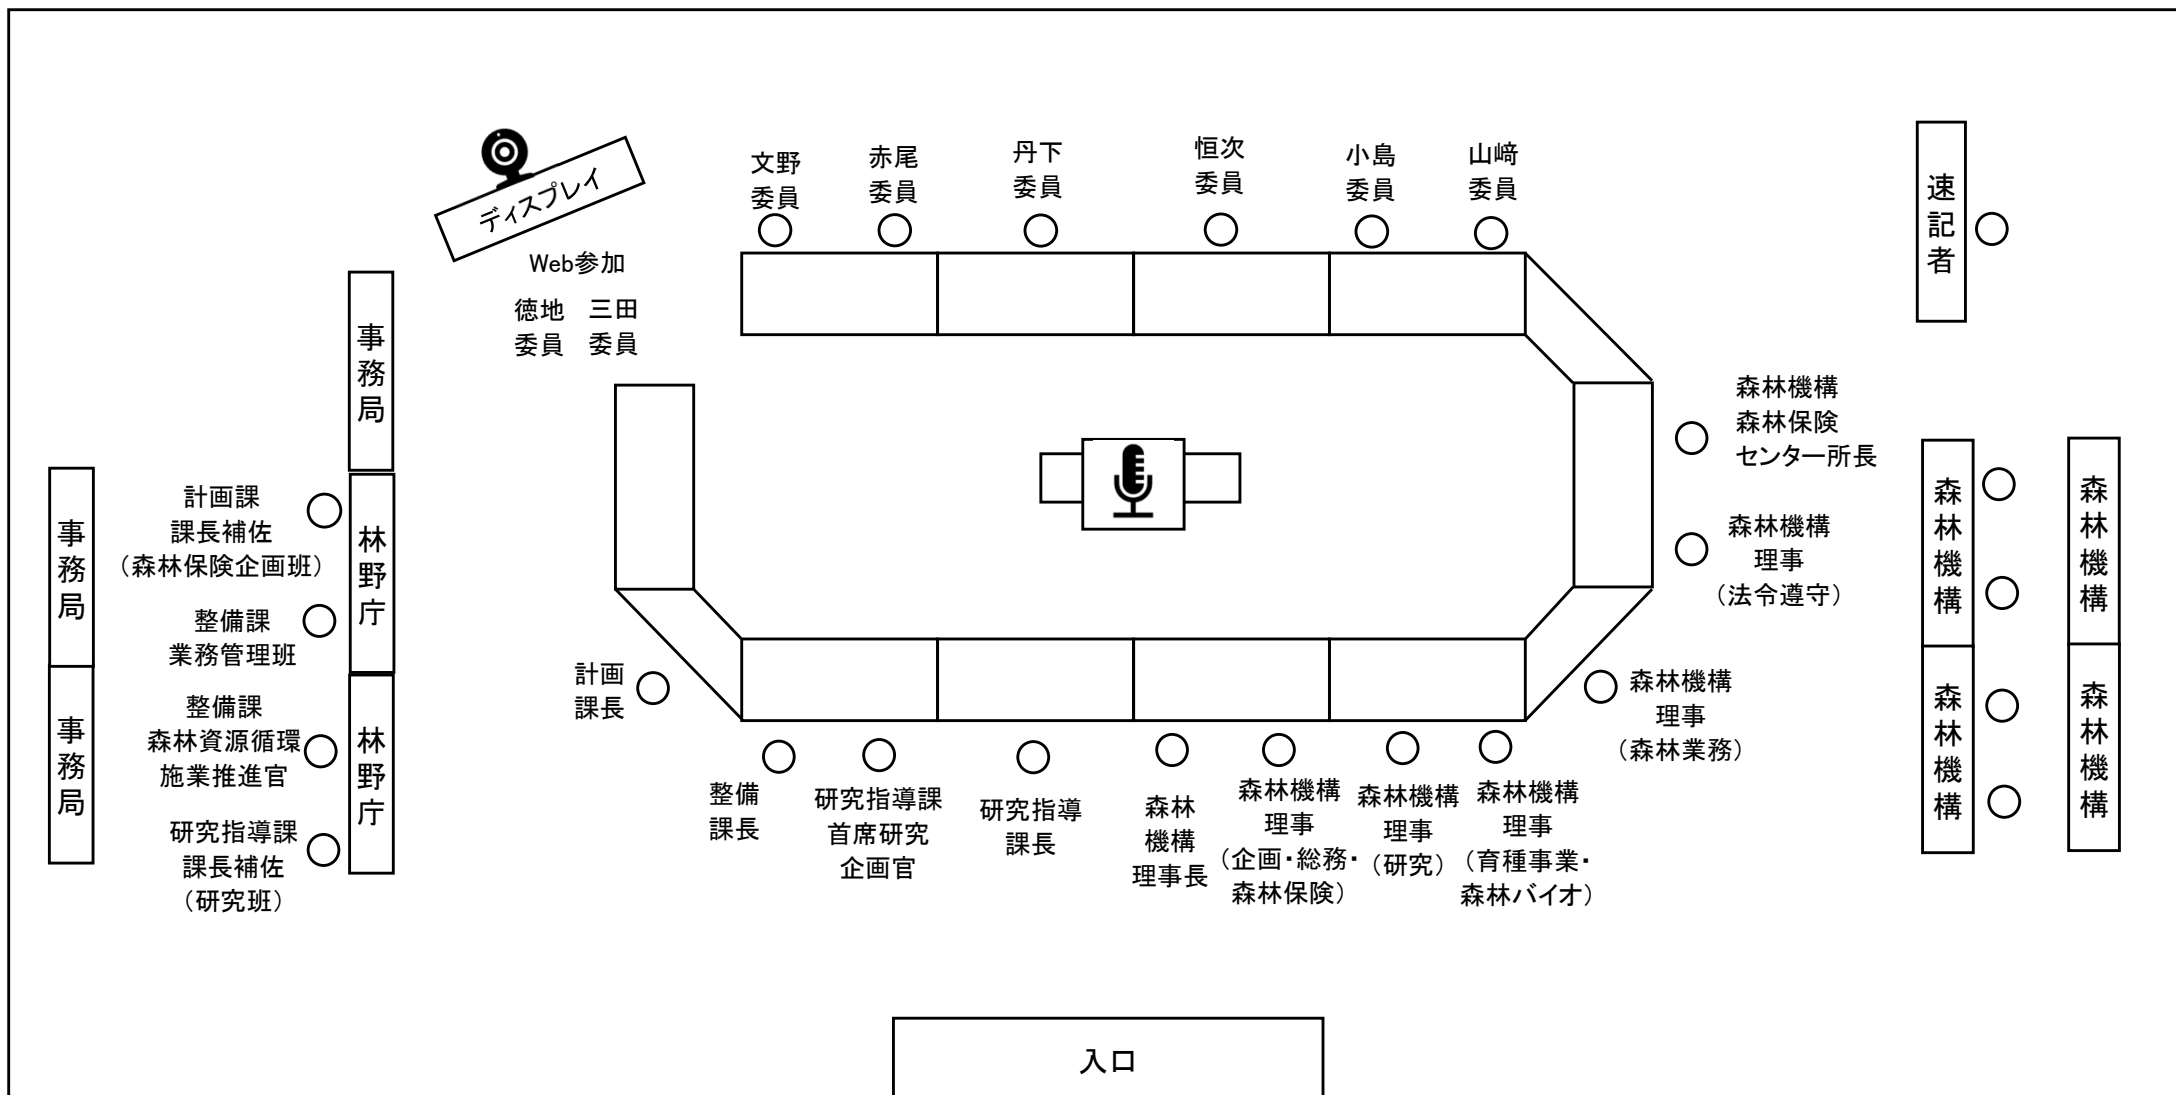 ディスプレイ
Web参加
徳地
委員
三田
委員
文野
委員
赤尾
委員
丹下
委員
恒次
委員
小島
委員
山﨑
委員
速記者
事務局
林野庁
林野庁
事務局
事務局
計画課
課長補佐
（森林保険企画班）
整備課
業務管理班
整備課
森林資源循環
施業推進官
研究指導課
課長補佐
（研究班）
計画
課長
整備
課長
研究指導課
首席研究
企画官
研究指導
課長
森林
機構
理事長
森林機構
理事
（企画・総務・
森林保険）
森林機構
理事
（研究）
森林機構
理事
（育種事業・
森林バイオ）
森林機構
理事
（森林業務）
森林機構
理事
（法令遵守）
森林機構
森林保険
センター所長
森林機構
森林機構
森林機構
森林機構
入口